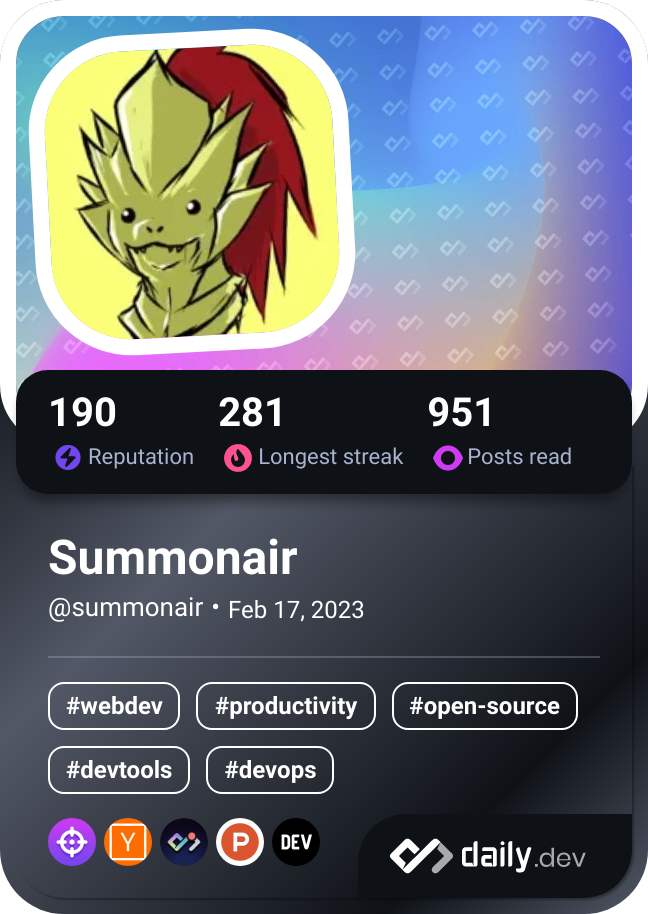 190 281 951
Reputation Longest streak Posts read
Summonair
@summonair • Feb 17, 2023
#webdev #productivity #open-source
#devtools #devops
Y P DEV
daily.dev